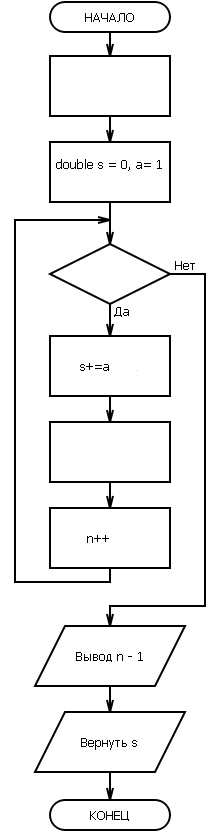 НАЧАЛО
double s = 0, a= 1
Нет
Да
s+=a
n++
Вывод n - 1
Вернуть s
КОНЕЦ